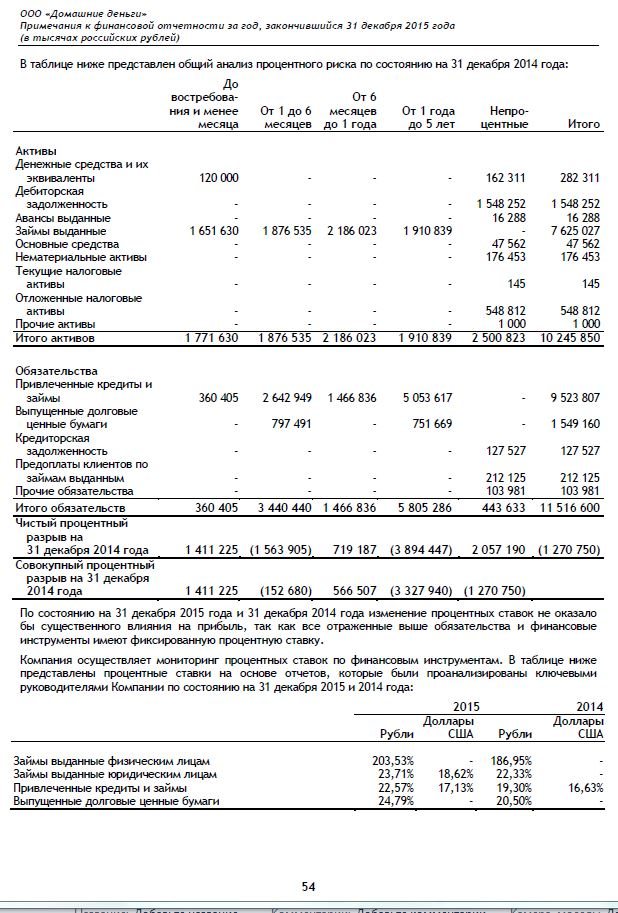 ООО «Домашние деньги»
Примечания к финансовой отчетности за год, закончившийся 31 декабря 2015 года
(в тысячах российских рублей)
В таблице ниже представлен общий анализ процентного риска по состоянию на 31 декабря 2014 года:
До
востребова- От 6
ния и менее От 1 до 6 месяцев От 1 года Непро-
месяца месяцев до 1 года до 5 лет центные Итого
Активы
Денежные средства и их
эквиваленты 120 000 - - - 162 311 282 311
Дебиторская
задолженность - - - - 1 548 252 1 548 252
Авансы выданные - - - - 16 288 16 288
Займы выданные 1 651 630 1 876 535 2 186 023 1 910 839 - 7 625 027
Основные средства - - - - 47 562 47 562
Нематериальные активы - - - - 176 453 176 453
Текущие налоговые
активы - - - - 145 145
Отложенные налоговые
активы - - - - 548 812 548 812
Прочие активы - - - - 1 000 1 000
Итого активов 1 771 630 1 876 535 2 186 023 1 910 839 2 500 823 10 245 850
Обязательства
Привлеченные кредиты и
займы 360 405 2 642 949 1 466 836 5 053 617 - 9 523 807
Выпущенные долговые
ценные бумаги - 797 491 - 751 669 - 1 549 160
Кредиторская
задолженность - - - - 127 527 127 527
Предоплаты клиентов по
займам выданным - - - - 212 125 212 125
Прочие обязательства - - - - 103 981 103 981
Итого обязательств 360 405 3 440 440 1 466 836 5 805 286 443 633 11 516 600
Чистый процентный
разрыв на
31 декабря 2014 года 1 411 225 (1 563 905) 719 187 (3 894 447) 2 057 190 (1 270 750)
Совокупный процентный
разрыв на 31 декабря
2014 года 1 411 225 (152 680) 566 507 (3 327 940) (1 270 750)
По состоянию на 31 декабря 2015 года и 31 декабря 2014 года изменение процентных ставок не оказало
бы существенного влияния на прибыль, так как все отраженные выше обязательства и финансовые
инструменты имеют фиксированную процентную ставку.
Компания осуществляет мониторинг процентных ставок по финансовым инструментам. В таблице ниже
представлены процентные ставки на основе отчетов, которые были проанализированы ключевыми
руководителями Компании по состоянию на 31 декабря 2015 и 2014 года:
2015 2014
Доллары Доллары
Рубли США Рубли США
Займы выданные физическим лицам 203,53% - 186,95% -
Займы выданные юридическим лицам 23,71% 18,62% 22,33% -
Привлеченные кредиты и займы 22,57% 17,13% 19,30% 16,63%
Выпущенные долговые ценные бумаги 24,79% - 20,50% -
54